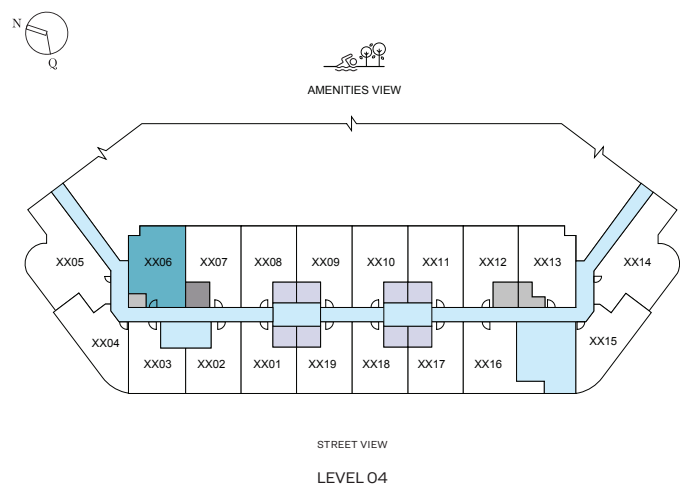 N
Q
AMENITIES VIEW
XX05
XX06
XX07
XX08
XX09
XX10
XX11
XX12
XX13
XX14
XX04
XX03
XX02
XX01
XX19
XX18
XX17
XX16
XX15
STREET VIEW
LEVEL 04